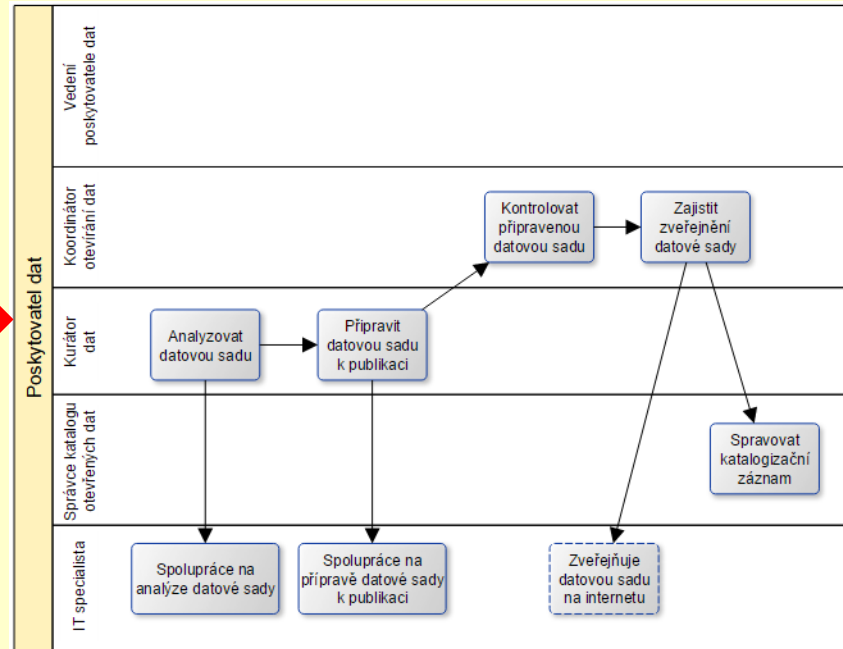 Poskytovatel dat
Vedení
poskytovatele dat
Koordinátor
otevírání dat
Kontrolovat
připravenou
datovou sadu
Zajistit
zveřejnění
datové sady
Kurátor
dat
Analyzovat
datovou sadu
Připravit
datovou sadu
k publikaci
Správce katalogu
otevřených dat
Spravovat
katalogizační
záznam
IT specialista
Spolupráce na
analýze datové sady
Spolupráce na
přípravě datové sady
k publikaci
Zveřejňuje
datovou sadu
na internetu